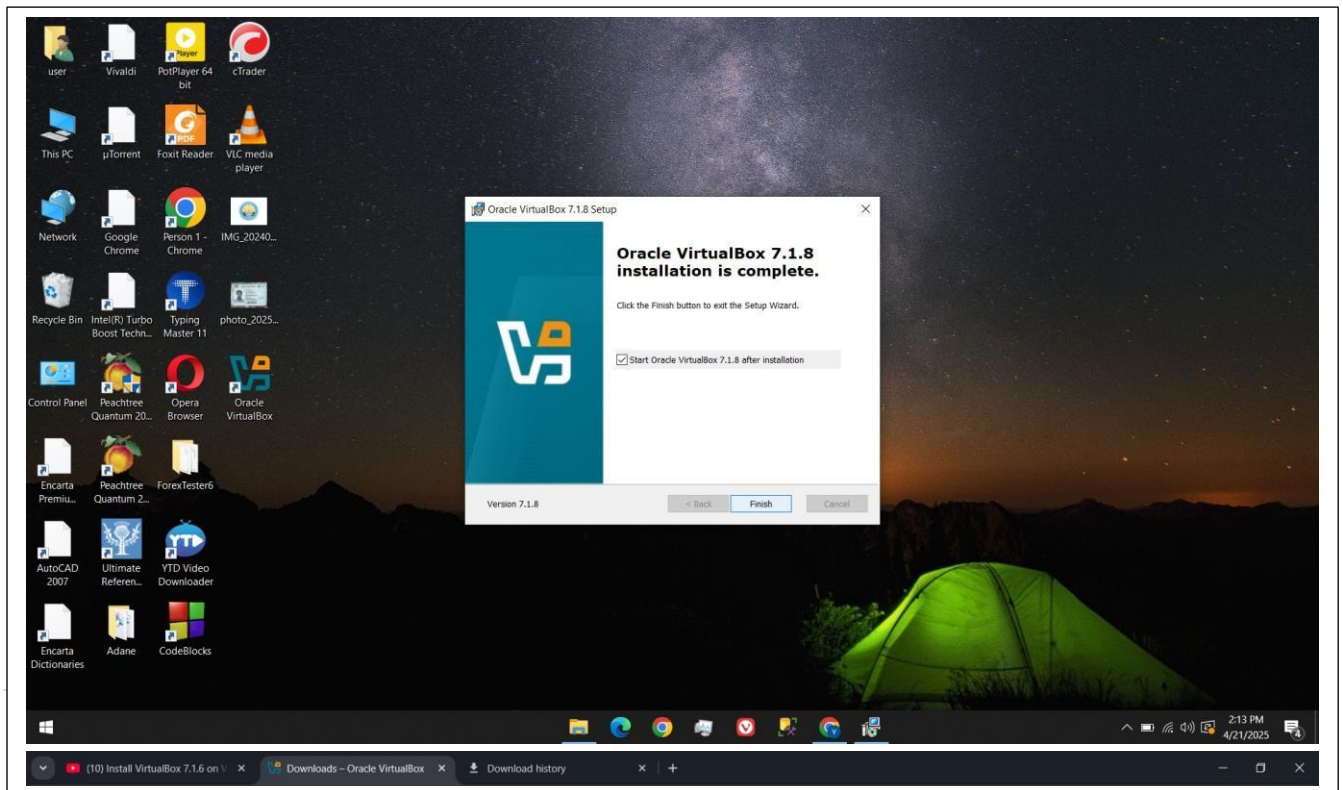 user
Vivaldi
PotPlayer 64
bit
cTrader
This PC
µTorrent
Foxit Reader
VLC media
player
Network
Google
Chrome
Person 1 -
Chrome
IMG_20240...
Recycle Bin
Intel(R) Turbo
Boost Techn...
Typing
Master 11
photo_2025...
Control Panel
Peachtree
Quantum 20...
Opera
Browser
Oracle
VirtualBox
Encarta
Premiu...
Peachtree
Quantum 2...
ForexTester6
AutoCAD
2007
Ultimate
Referen...
YTD Video
Downloader
Encarta
Dictionaries
Adane
CodeBlocks
Oracle VirtualBox 7.1.8 Setup
Oracle VirtualBox 7.1.8
installation is complete.
Click the Finish button to exit the Setup Wizard.
Start Oracle VirtualBox 7.1.8 after installation
Version 7.1.8
< Back
Finish
Cancel
2:13 PM
4/21/2025
4
(10) Install VirtualBox 7.1.6 on
Downloads – Oracle VirtualBox
Download history